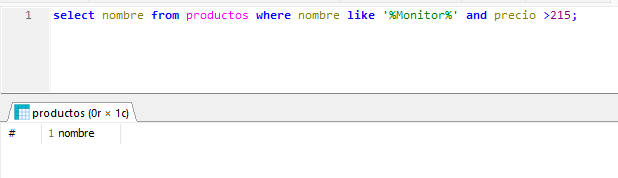 1 select nombre from productos where nombre like '%Monitor%' and precio >215;
productos (0r × 1c)
# 1 nombre